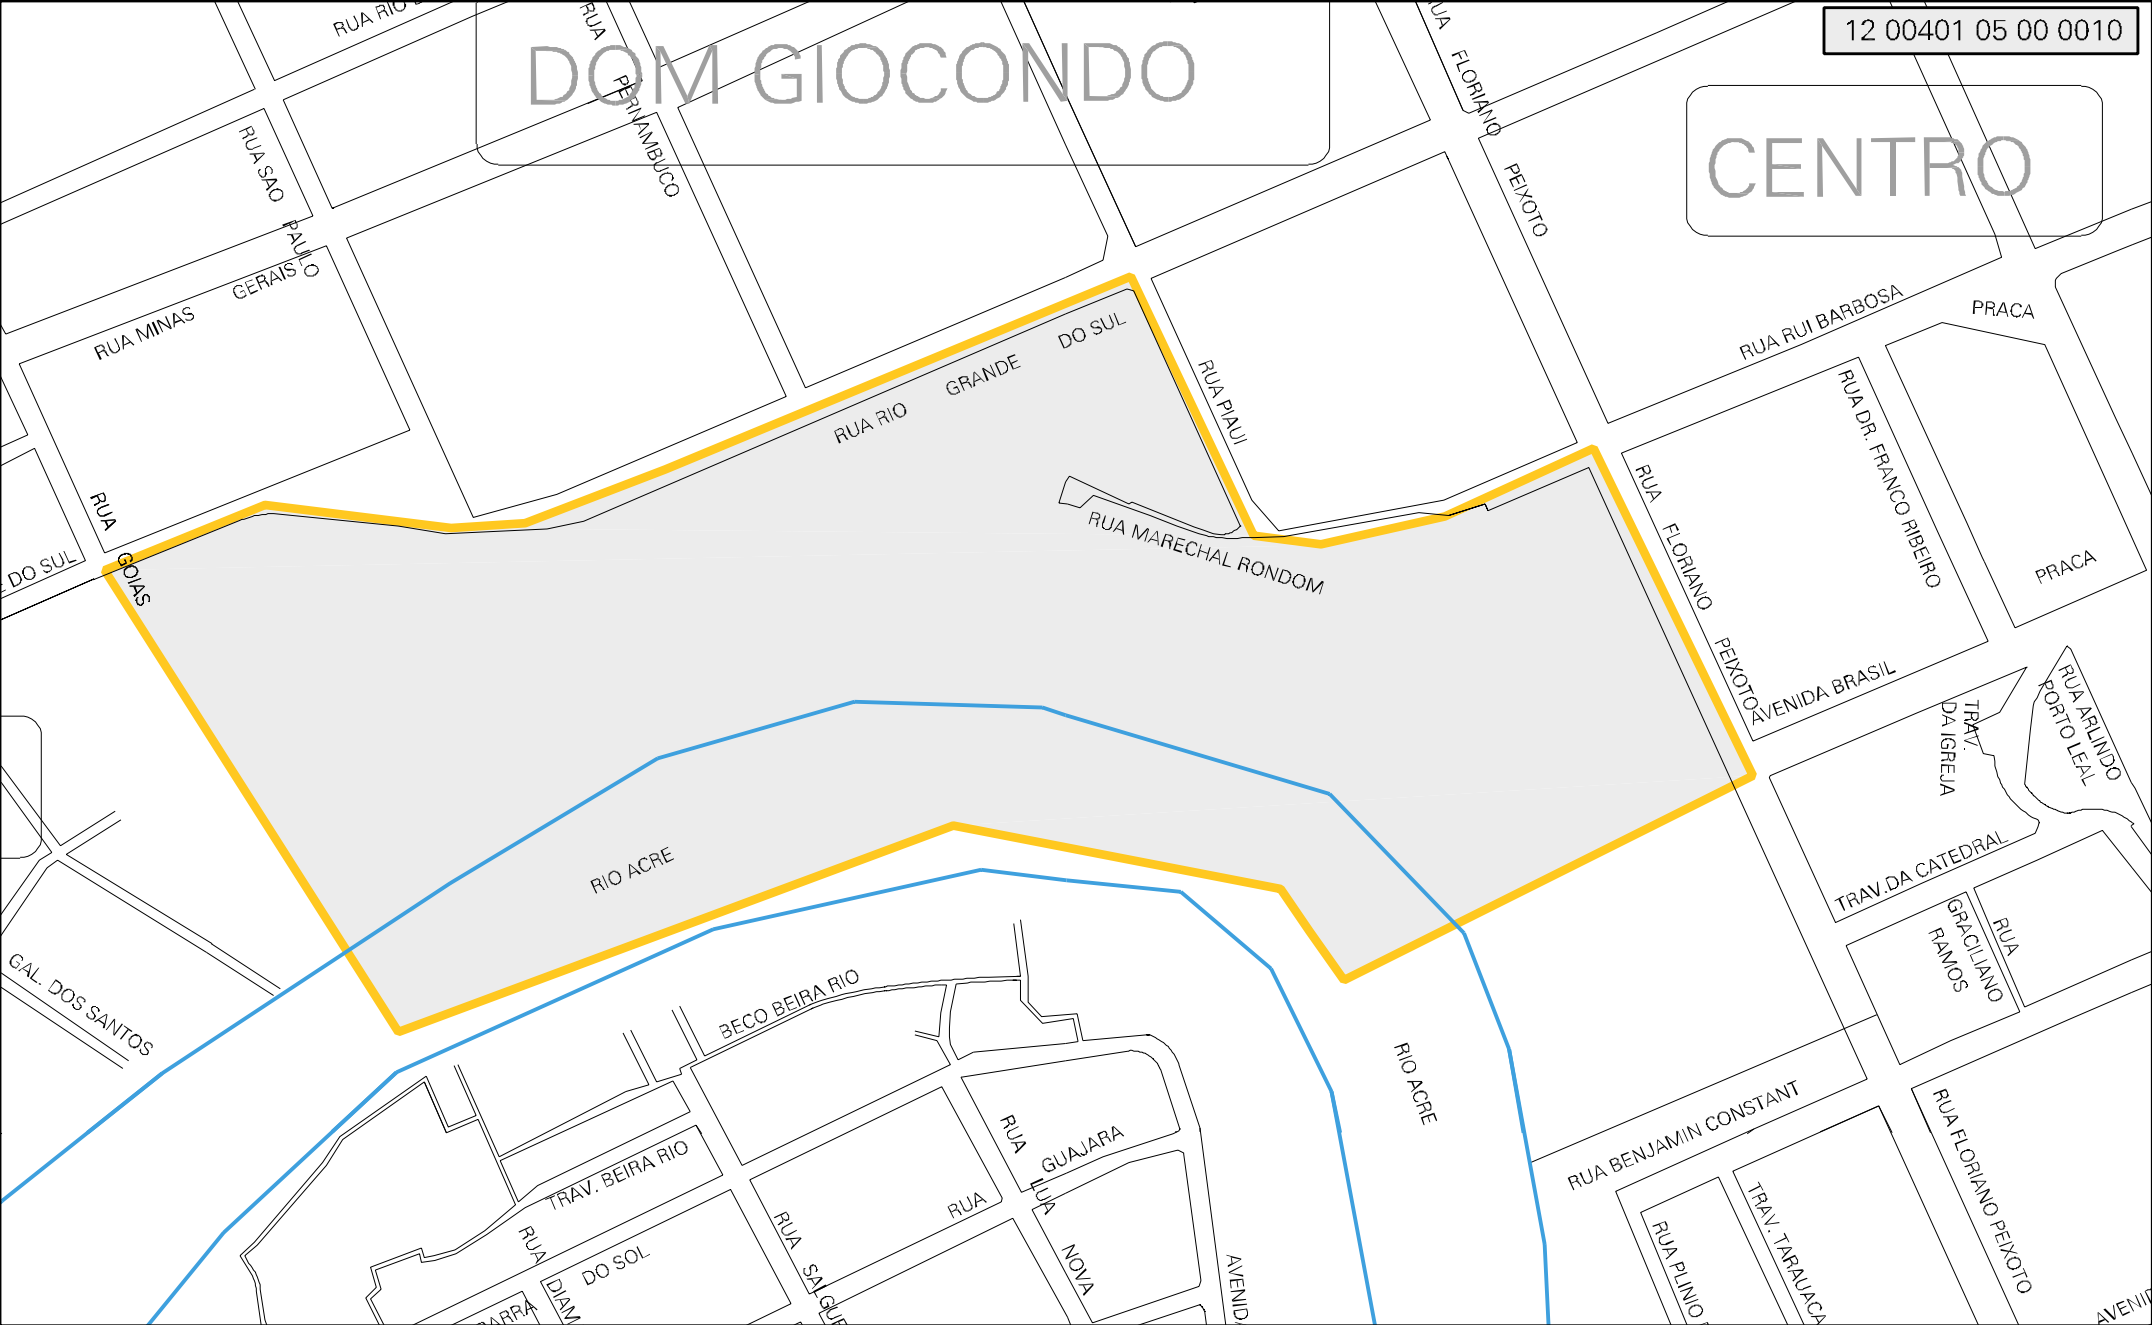 12 00401 05 00 0010
DOM GIOCONDO
CENTRO
RUA
PERNAMBUCO
FLORIANO
PEIXOTO
RUA SAO
PAULO
RUA MINAS
GERAIS
RUA RUI BARBOSA
PRACA
RUA RIO
GRANDE
DO SUL
RUA PIAUI
RUA DR. FRANCO RIBEIRO
RUA
GOIAS
DO SUL
RUA MARECHAL RONDOM
RUA
FLORIANO
PEIXOTO
PRACA
AVENIDA BRASIL
TRAV.
DA IGREJA
RUA ARLINDO
PORTO LEAL
TRAV.DA CATEDRAL
RUA
GRACILIANO
RAMOS
RIO ACRE
GAL. DOS SANTOS
BECO BEIRA RIO
RIO ACRE
RUA BENJAMIN CONSTANT
RUA FLORIANO PEIXOTO
TRAV. TARAUACA
RUA PLINIO
TRAV. BEIRA RIO
RUA
GUAJARA
RUA
LUA
NOVA
RUA
DO SOL
RUA
RUA